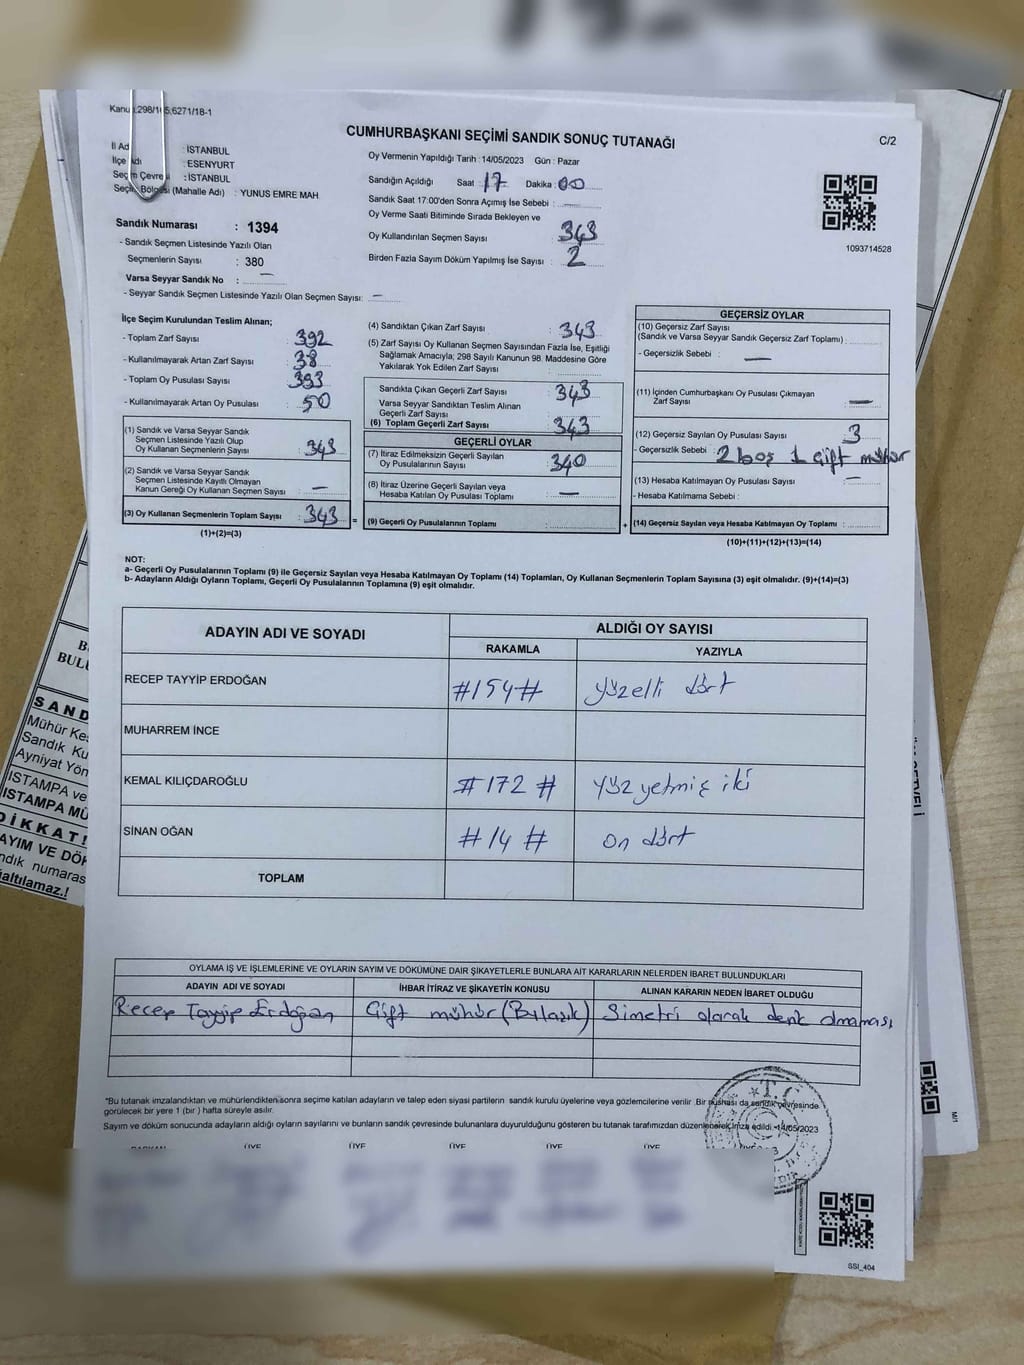 Kanun:298/105;6271/18-1
CUMHURBAŞKANI SEÇİMİ SANDIK SONUÇ TUTANAĞI
C/2
İl Adı : İSTANBUL
İlçe Adı : ESENYURT
Seçim Çevresi : İSTANBUL
Seçim Bölgesi (Mahalle Adı) : YUNUS EMRE MAH
Sandık Numarası : 1394
- Sandık Seçmen Listesinde Yazılı Olan
Seçmenlerin Sayısı : 380
Varsa Seyyar Sandık No : —
- Seyyar Sandık Seçmen Listesinde Yazılı Olan Seçmen Sayısı: —
Oy Vermenin Yapıldığı Tarih : 14/05/2023 Gün : Pazar
Sandığın Açıldığı Saat : 17 Dakika : 00
Sandık Saat 17:00'den Sonra Açımış İse Sebebi : —
Oy Verme Saati Bitiminde Sırada Bekleyen ve
Oy Kullandırılan Seçmen Sayısı : 343
Birden Fazla Sayım Döküm Yapılmış İse Sayısı : 2
1093714528
İlçe Seçim Kurulundan Teslim Alınan;
- Toplam Zarf Sayısı : 392
- Kullanılmayarak Artan Zarf Sayısı : 38
- Toplam Oy Pusulası Sayısı : 393
- Kullanılmayarak Artan Oy Pusulası : 50
(1) Sandık ve Varsa Seyyar Sandık
Seçmen Listesinde Yazılı Olup
Oy Kullanan Seçmenlerin Sayısı : 343
(2) Sandık ve Varsa Seyyar Sandık
Seçmen Listesinde Kayıtlı Olmayan
Kanun Gereği Oy Kullanan Seçmen Sayısı : —
(3) Oy Kullanan Seçmenlerin Toplam Sayısı : 343
(1)+(2)=(3)
=
(4) Sandıktan Çıkan Zarf Sayısı : 343
(5) Zarf Sayısı Oy Kullanan Seçmen Sayısından Fazla İse, Eşitliği
Sağlamak Amacıyla; 298 Sayılı Kanunun 98. Maddesine Göre
Yakılarak Yok Edilen Zarf Sayısı :
Sandıkta Çıkan Geçerli Zarf Sayısı : 343
Varsa Seyyar Sandıktan Teslim Alınan
Geçerli Zarf Sayısı :
(6) Toplam Geçerli Zarf Sayısı : 343
GEÇERLİ OYLAR
(7) İtiraz Edilmeksizin Geçerli Sayılan
Oy Pusulalarının Sayısı : 340
(8) İtiraz Üzerine Geçerli Sayılan veya
Hesaba Katılan Oy Pusulası Toplamı : —
(9) Geçerli Oy Pusulalarının Toplamı :
+
GEÇERSİZ OYLAR
(10) Geçersiz Zarf Sayısı
(Sandık ve Varsa Seyyar Sandık Geçersiz Zarf Toplamı) :
- Geçersizlik Sebebi : —
(11) İçinden Cumhurbaşkanı Oy Pusulası Çıkmayan
Zarf Sayısı : —
(12) Geçersiz Sayılan Oy Pusulası Sayısı : 3
- Geçersizlik Sebebi : 2 boş 1 Çift mühür
(13) Hesaba Katılmayan Oy Pusulası Sayısı : —
- Hesaba Katılmama Sebebi :
(14) Geçersiz Sayılan veya Hesaba Katılmayan Oy Toplamı :
(10)+(11)+(12)+(13)=(14)
NOT:
a- Geçerli Oy Pusulalarının Toplamı (9) ile Geçersiz Sayılan veya Hesaba Katılmayan Oy Toplamı (14) Toplamları, Oy Kullanan Seçmenlerin Toplam Sayısına (3) eşit olmalıdır. (9)+(14)=(3)
b- Adayların Aldığı Oyların Toplamı, Geçerli Oy Pusulalarının Toplamına (9) eşit olmalıdır.
ADAYIN ADI VE SOYADI ALDIĞI OY SAYISI
RAKAMLA YAZIYLA
RECEP TAYYİP ERDOĞAN #154# yüzelli dört
MUHARREM İNCE
KEMAL KILIÇDAROĞLU #172 # yüz yetmiş iki
SİNAN OĞAN #14 # on dört
TOPLAM
OYLAMA İŞ VE İŞLEMLERİNE VE OYLARIN SAYIM VE DÖKÜMÜNE DAİR ŞİKAYETLERLE BUNLARA AİT KARARLARIN NELERDEN İBARET BULUNDUKLARI
ADAYIN ADI VE SOYADI İHBAR İTİRAZ VE ŞİKAYETİN KONUSU ALINAN KARARIN NEDEN İBARET OLDUĞU
Recep Tayyip Erdoğan Çift mühür (Bulaşık) Simetri olarak denk olmaması
"Bu tutanak imzalandıktan ve mühürlendikten sonra seçime katılan adayların ve talep eden siyasi partilerin sandık kurulu üyelerine veya gözlemcilerine verilir .Bir nüshası da sandık çevresinde
görülecek bir yere 1 (bir ) hafta süreyle asılır.
Sayım ve döküm sonucunda adayların aldığı oyların sayılarını ve bunların sandık çevresinde bulunanlara duyurulduğunu gösteren bu tutanak tarafımızdan düzenlenerek imza edildi. 14/05/2023
BAŞKAN ÜYE ÜYE ÜYE ÜYE ÜYE
T.C
SSI_404
SAND
Mühür Kes
Sandık Ku
Ayniyat Yön
ISTAMPA ve
ISTAMPA MÜ
DİKKAT!
AYIM VE DÖK
ndık numaras
altılamaz.!